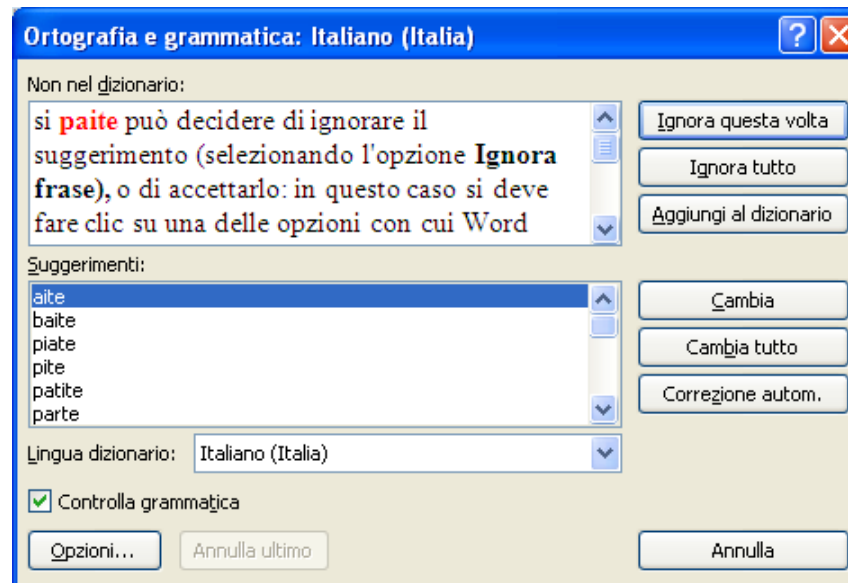 Ortografia e grammatica: Italiano (Italia)
Non nel dizionario:
si paite può decidere di ignorare il
suggerimento (selezionando l'opzione Ignora
frase), o di accettarlo: in questo caso si deve
fare clic su una delle opzioni con cui Word
Ignora questa volta
Ignora tutto
Aggiungi al dizionario
Suggerimenti:
aite
baite
piate
pite
patite
parte
Cambia
Cambia tutto
Correzione autom.
Lingua dizionario: Italiano (Italia)
Controlla grammatica
Opzioni... Annulla ultimo Annulla